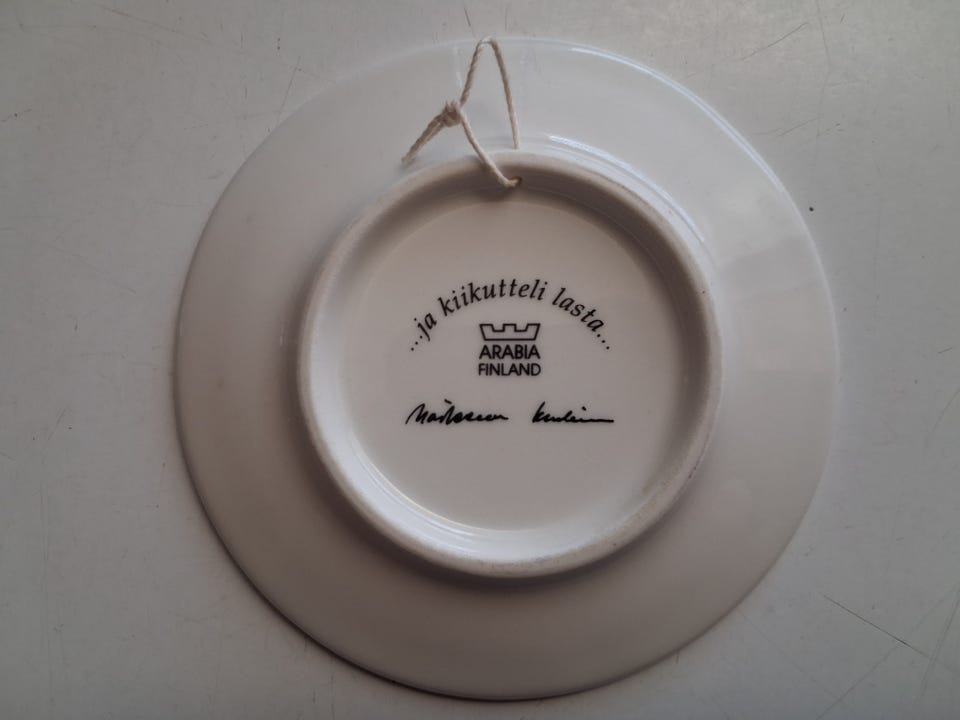 ...ja kiikutteli lasta...
ARABIA
FINLAND